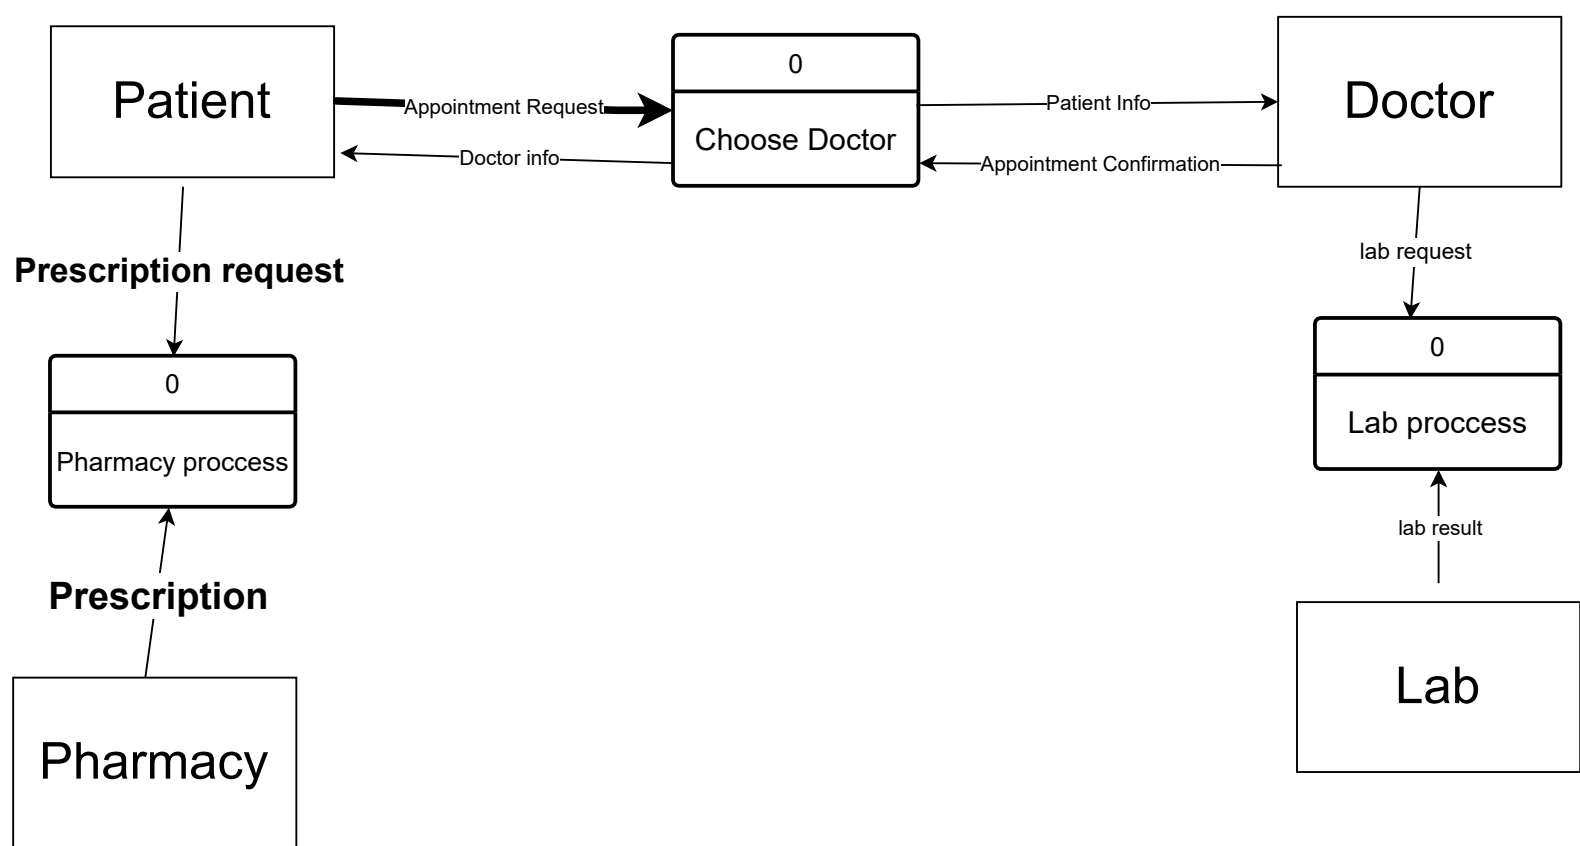 Patient
Appointment Request
Doctor info
0
Choose Doctor
Patient Info
Appointment Confirmation
Doctor
Prescription request
lab request
0
Pharmacy proccess
0
Lab proccess
Prescription
lab result
Pharmacy
Lab